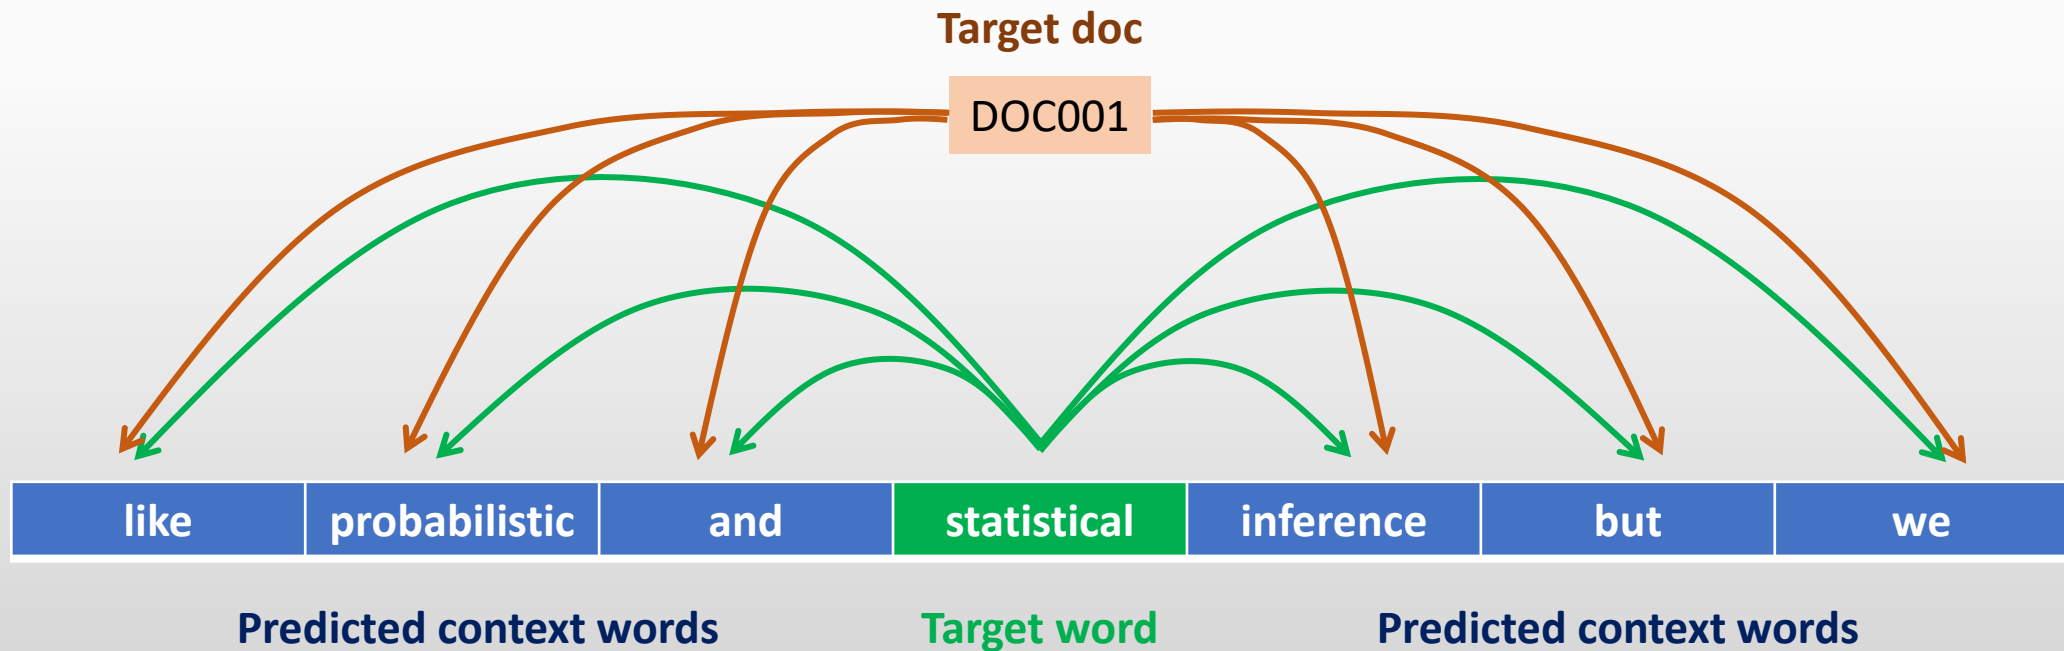 Target doc
DOC001
like probabilistic and statistical inference but we
Predicted context words Target word Predicted context words